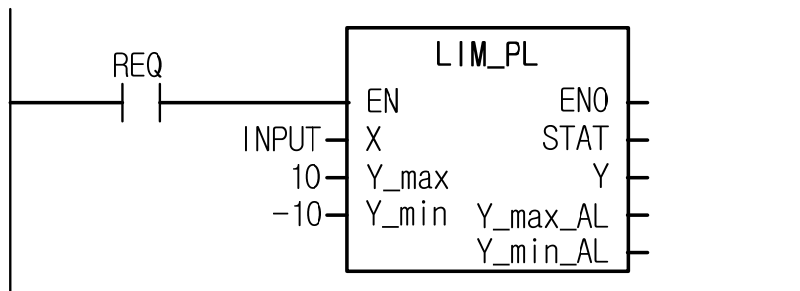 LIM_PL
REQ
EN ENO
INPUT X STAT
10 Y_max Y
-10 Y_min Y_max_AL
Y_min_AL